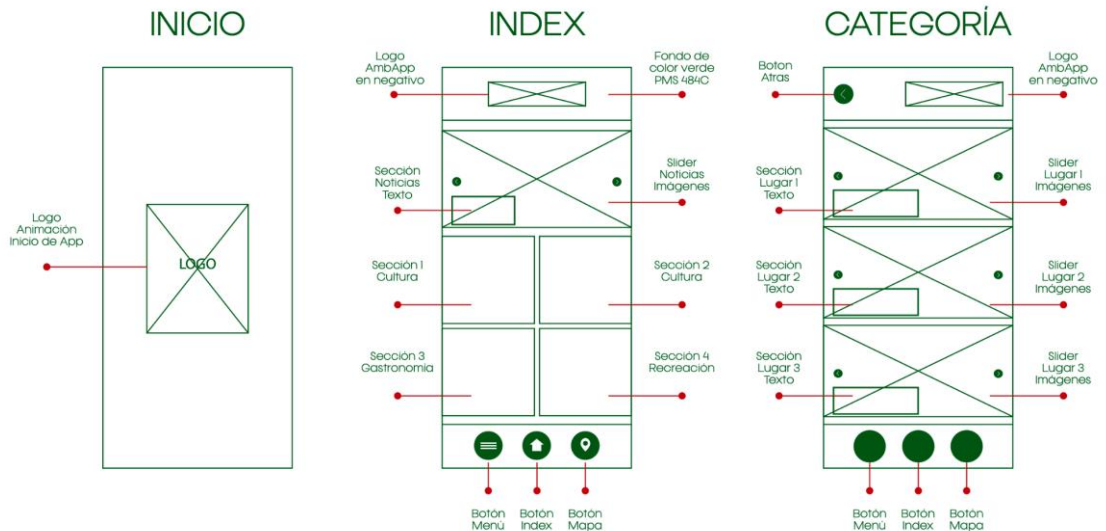 INICIO
Logo
Animación
Inicio de App
LOGO
INDEX
Logo
AmbApp
en negativo
Fondo de
color verde
PMS 484C
Sección
Noticias
Texto
Slider
Noticias
Imágenes
Sección 1
Cultura
Sección 2
Cultura
Sección 3
Gastronomia
Sección 4
Recreación
Botón
Menú
Botón
Index
Botón
Mapa
CATEGORÍA
Boton
Atras
Logo
AmbApp
en negativo
Sección
Lugar 1
Texto
Slider
Lugar 1
Imágenes
Sección
Lugar 2
Texto
Slider
Lugar 2
Imágenes
Sección
Lugar 3
Texto
Slider
Lugar 3
Imágenes
Botón
Menú
Botón
Index
Botón
Mapa